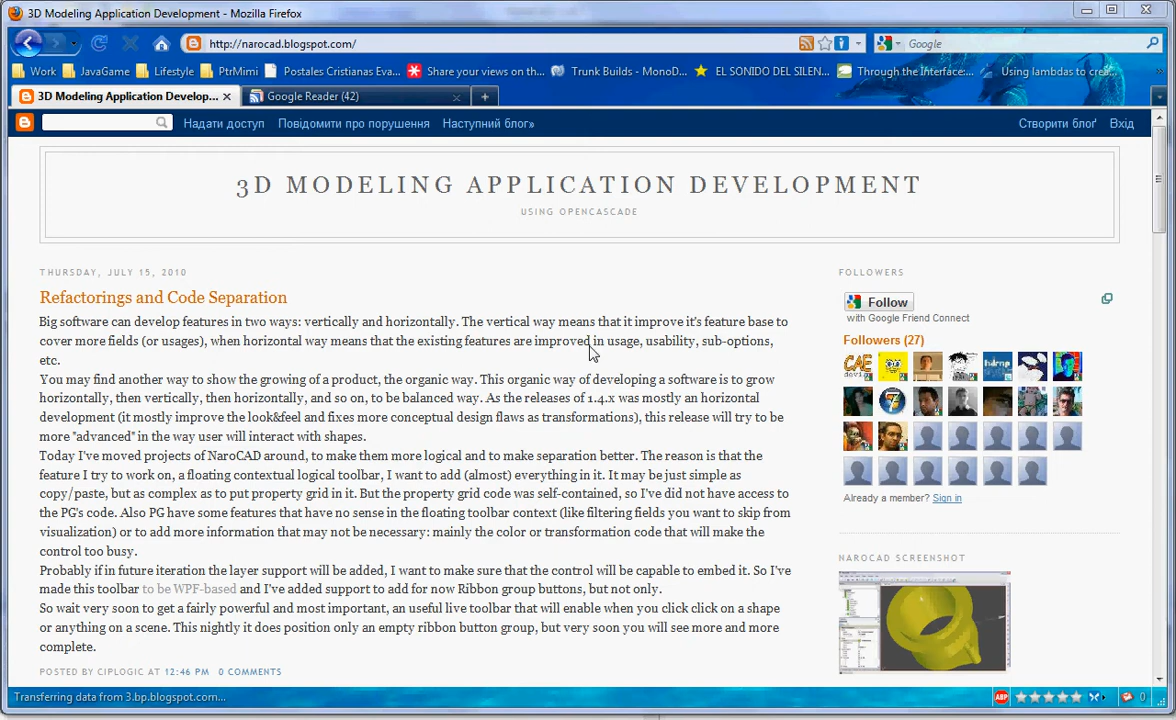 3D Modeling Application Development - Mozilla Firefox
http://narocad.blogspot.com/
Google
Work
JavaGame
Lifestyle
PtrMimi
Postales Cristianas Eva...
Share your views on th...
Trunk Builds - MonoD...
EL SONIDO DEL SILEN...
Through the Interface:...
Using lambdas to crea...
3D Modeling Application Develop...
Google Reader (42)
Надати доступ
Повідомити про порушення
Наступний блог»
Створити блоґ
Вхід
3D MODELING APPLICATION DEVELOPMENT
USING OPENCASCADE
THURSDAY, JULY 15, 2010
Refactorings and Code Separation
Big software can develop features in two ways: vertically and horizontally. The vertical way means that it improve it's feature base to
cover more fields (or usages), when horizontal way means that the existing features are improved in usage, usability, sub-options,
etc.
You may find another way to show the growing of a product, the organic way. This organic way of developing a software is to grow
horizontally, then vertically, then horizontally, and so on, to be balanced way. As the releases of 1.4.x was mostly an horizontal
development (it mostly improve the look&feel and fixes more conceptual design flaws as transformations), this release will try to be
more "advanced" in the way user will interact with shapes.
Today I've moved projects of NaroCAD around, to make them more logical and to make separation better. The reason is that the
feature I try to work on, a floating contextual logical toolbar, I want to add (almost) everything in it. It may be just simple as
copy/paste, but as complex as to put property grid in it. But the property grid code was self-contained, so I've did not have access to
the PG's code. Also PG have some features that have no sense in the floating toolbar context (like filtering fields you want to skip from
visualization) or to add more information that may not be necessary: mainly the color or transformation code that will make the
control too busy.
Probably if in future iteration the layer support will be added, I want to make sure that the control will be capable to embed it. So I've
made this toolbar to be WPF-based and I've added support to add for now Ribbon group buttons, but not only.
So wait very soon to get a fairly powerful and most important, an useful live toolbar that will enable when you click click on a shape
or anything on a scene. This nightly it does position only an empty ribbon button group, but very soon you will see more and more
complete.
POSTED BY CIPLOGIC AT 12:46 PM 0 COMMENTS
FOLLOWERS
Follow
with Google Friend Connect
Followers (27)
Already a member? Sign in
NAROCAD SCREENSHOT
Transferring data from 3.bp.blogspot.com...
ABP
0